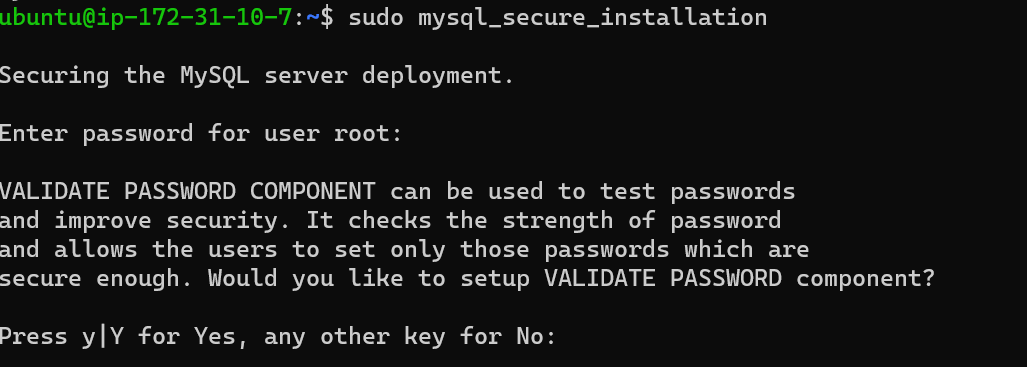 ubuntu@ip-172-31-10-7:~$ sudo mysql_secure_installation
Securing the MySQL server deployment.
Enter password for user root:
VALIDATE PASSWORD COMPONENT can be used to test passwords
and improve security. It checks the strength of password
and allows the users to set only those passwords which are
secure enough. Would you like to setup VALIDATE PASSWORD component?
Press y|Y for Yes, any other key for No: